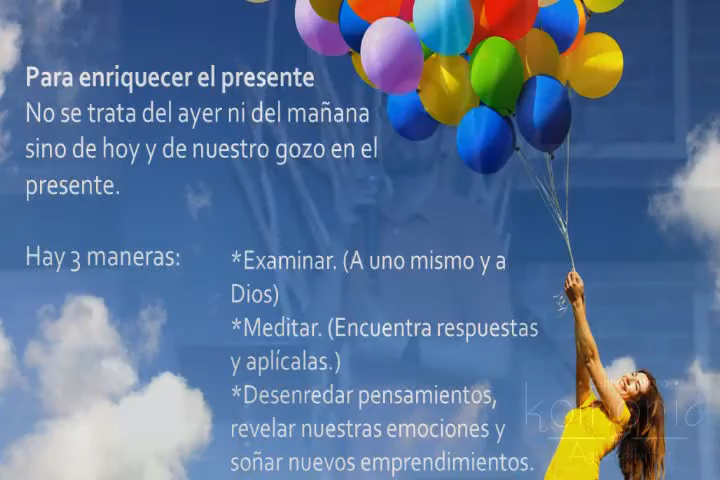 Para enriquecer el presente
No se trata del ayer ni del mañana
sino de hoy y de nuestro gozo en el
presente.
Hay 3 maneras:
*Examinar. (A uno mismo y a
Dios)
*Meditar. (Encuentra respuestas
y aplícalas.)
*Desenredar pensamientos,
revelar nuestras emociones y
soñar nuevos emprendimientos.